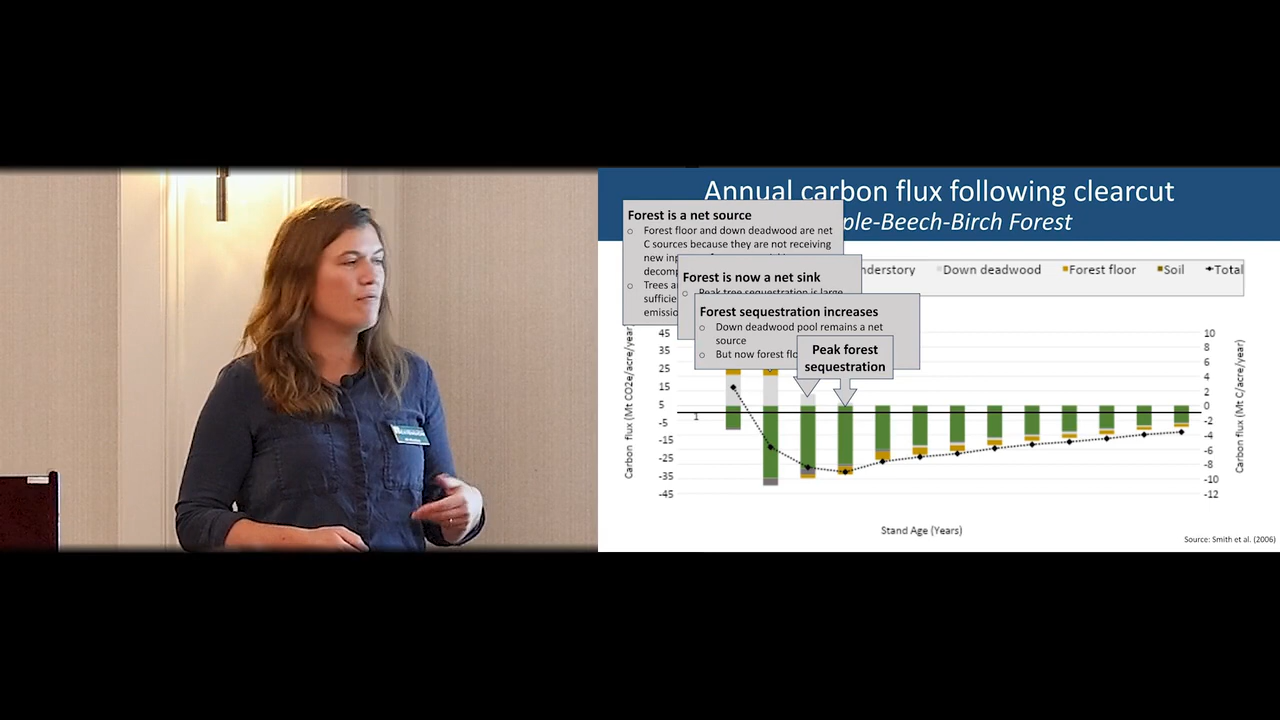 Annual carbon flux following clearcut
ple-Beech-Birch Forest
Forest is a net source
○ Forest floor and down deadwood are net
C sources because they are not receiving
new
decomp
○ Trees
sufficie
emissio
Forest is now a net sink
○ Peak tree sequestration is large
Forest sequestration increases
○ Down deadwood pool remains a net
source
○ But now forest flo
Peak forest
sequestration
nderstory Down deadwood Forest floor Soil Total
Carbon flux (Mt CO2e/acre/year)
45
35
25
15
5
-5
-15
-25
-35
-45
1
10
8
6
4
2
0
-2
-4
-6
-8
-10
-12
Carbon flux (Mt C/acre/year)
Stand Age (Years)
Source: Smith et al. (2006)